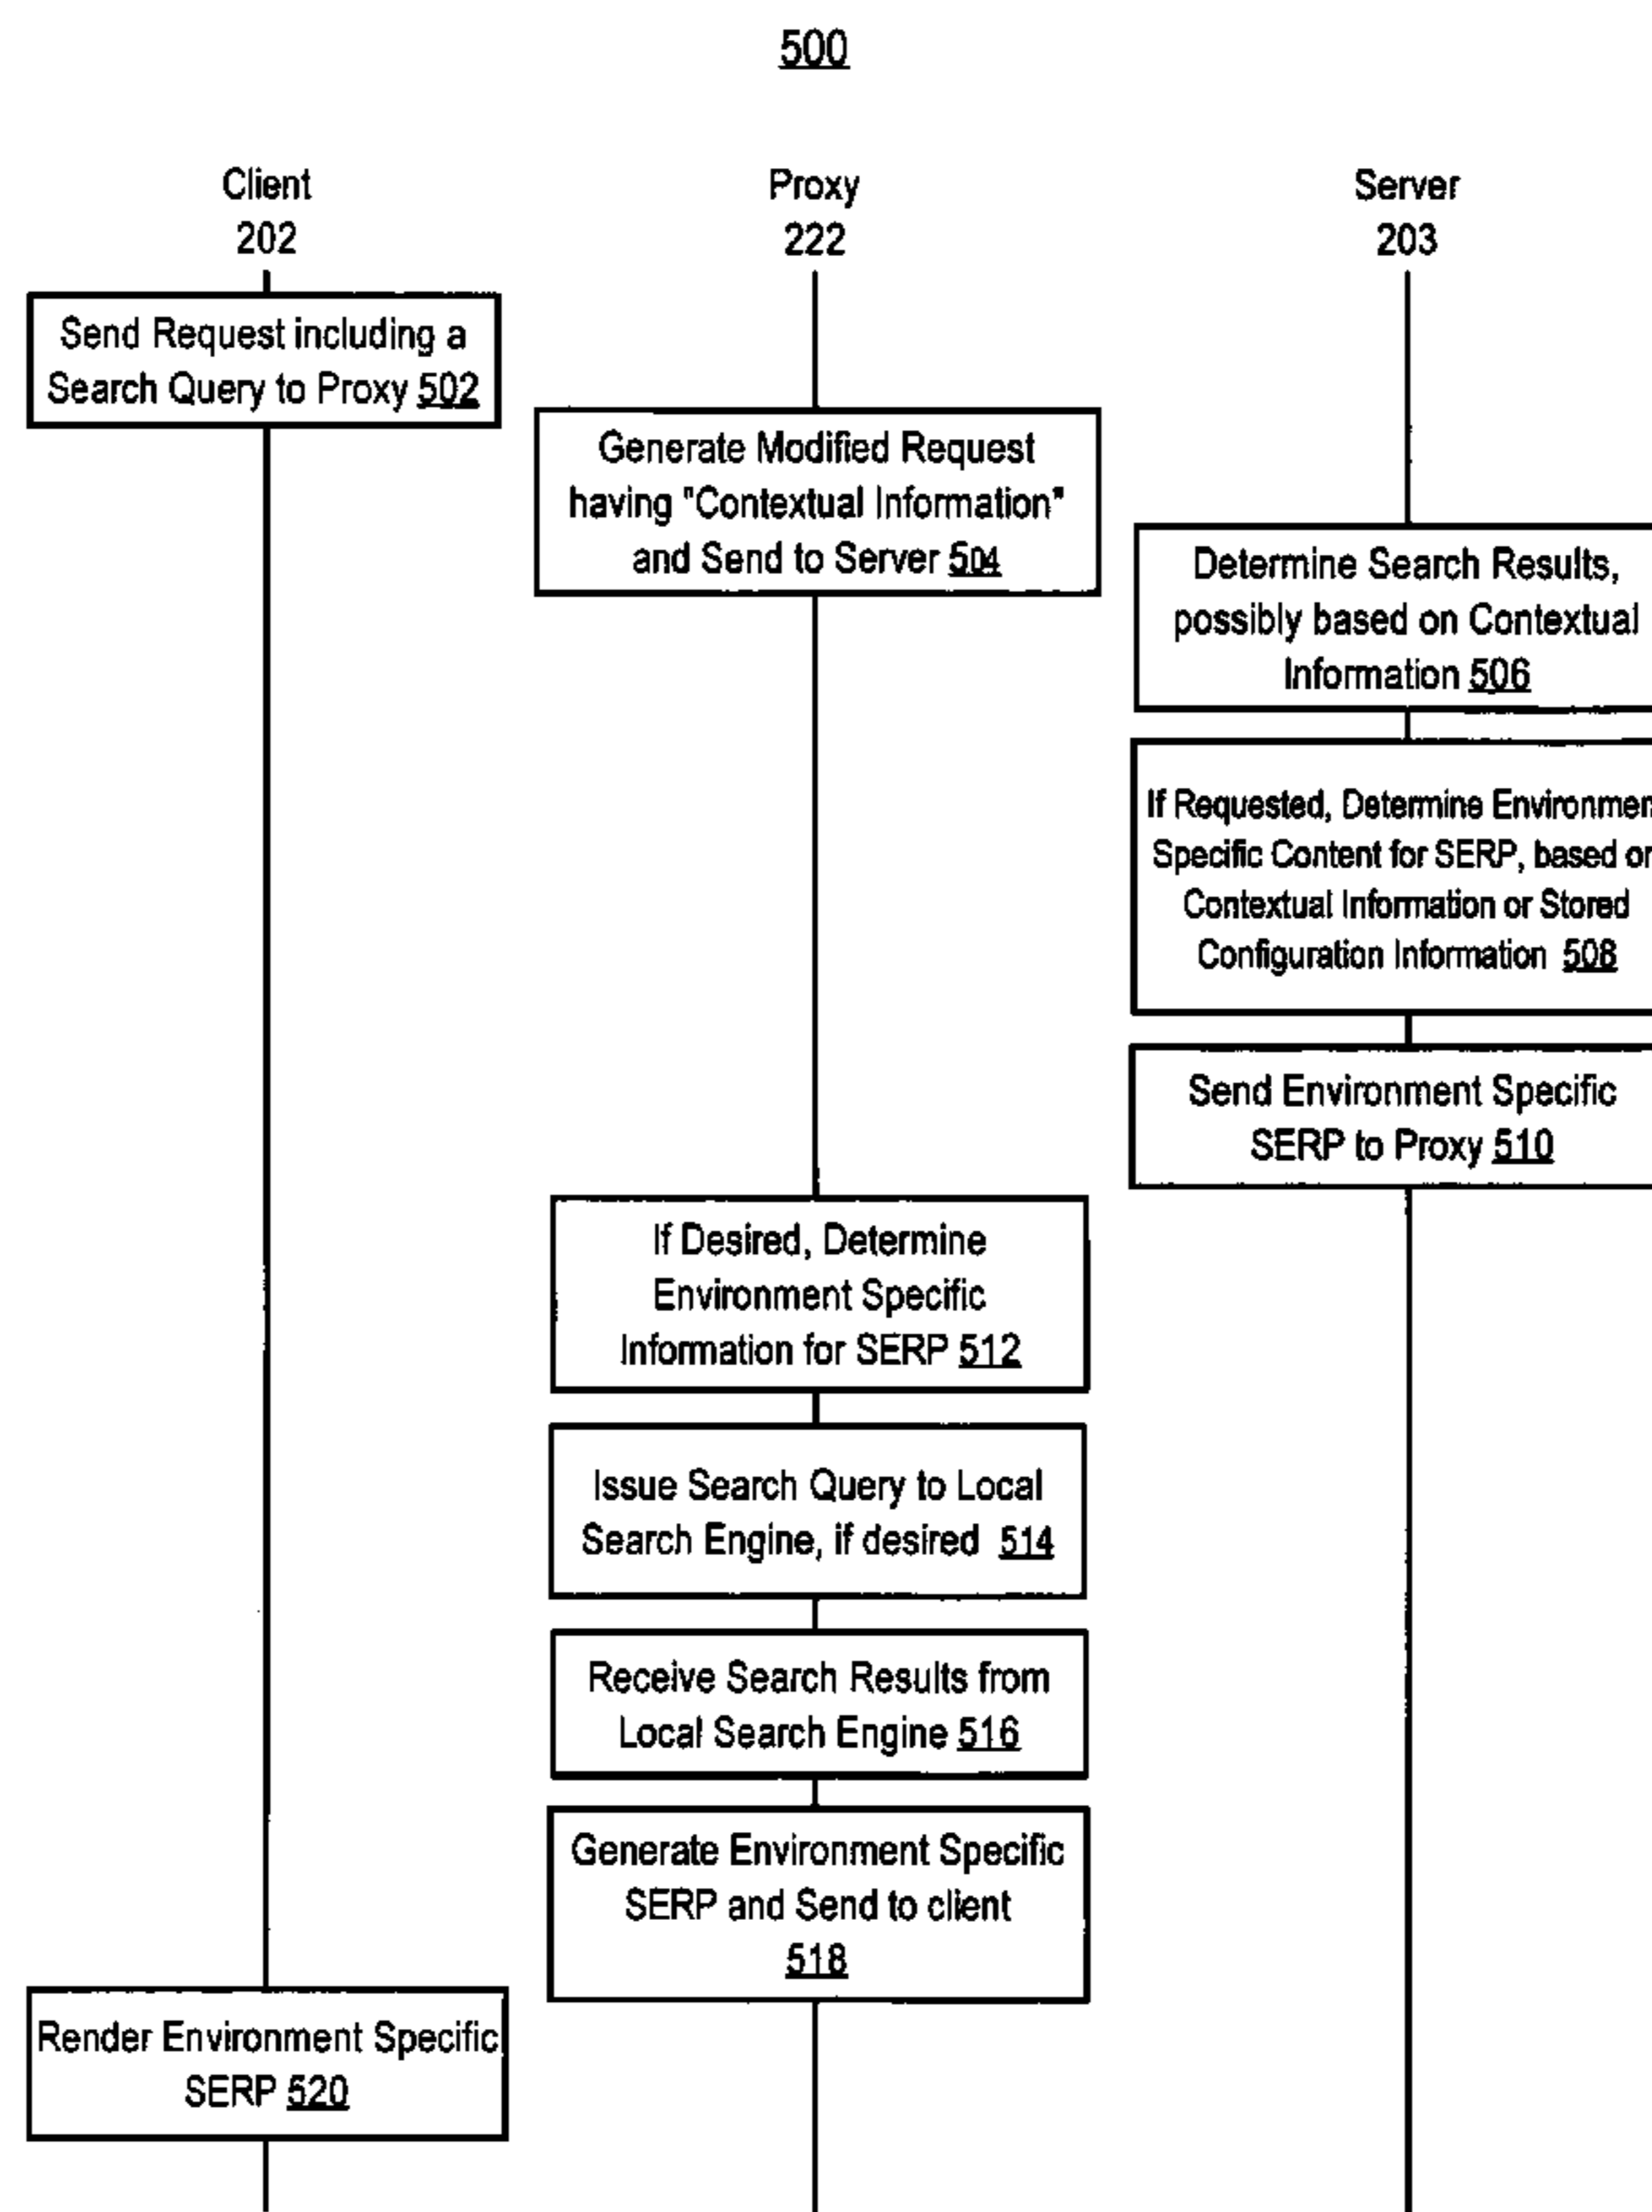 500
Client
202
Proxy
222
Server
203
Send Request including a
Search Query to Proxy 502
Generate Modified Request
having "Contextual Information"
and Send to Server 504
Determine Search Results,
possibly based on Contextual
Information 506
If Requested, Determine Environmen
Specific Content for SERP, based or
Contextual Information or Stored
Configuration Information 508
Send Environment Specific
SERP to Proxy 510
If Desired, Determine
Environment Specific
Information for SERP 512
Issue Search Query to Local
Search Engine, if desired 514
Receive Search Results from
Local Search Engine 516
Generate Environment Specific
SERP and Send to client
518
Render Environment Specific
SERP 520